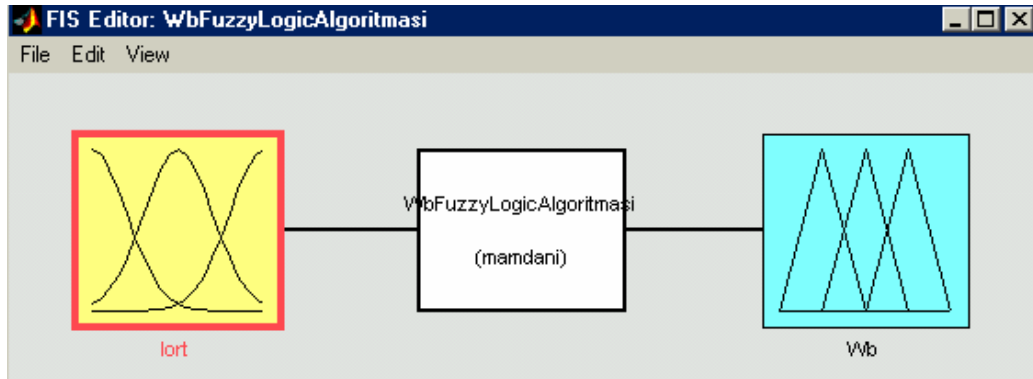 FIS Editor: WbFuzzyLogicAlgoritmasi
File Edit View
WbFuzzyLogicAlgoritmasi
(mamdani)
Iort
Wb